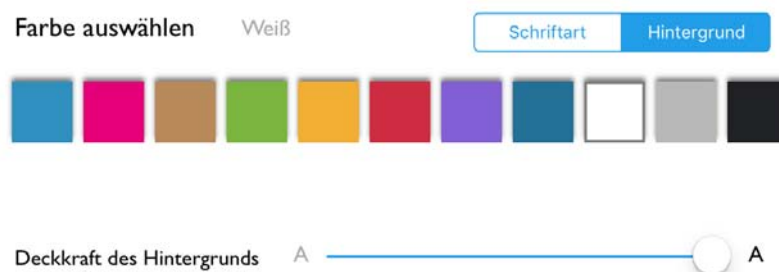 Farbe auswählen Weiß Schriftart Hintergrund
Deckkraft des Hintergrunds A A